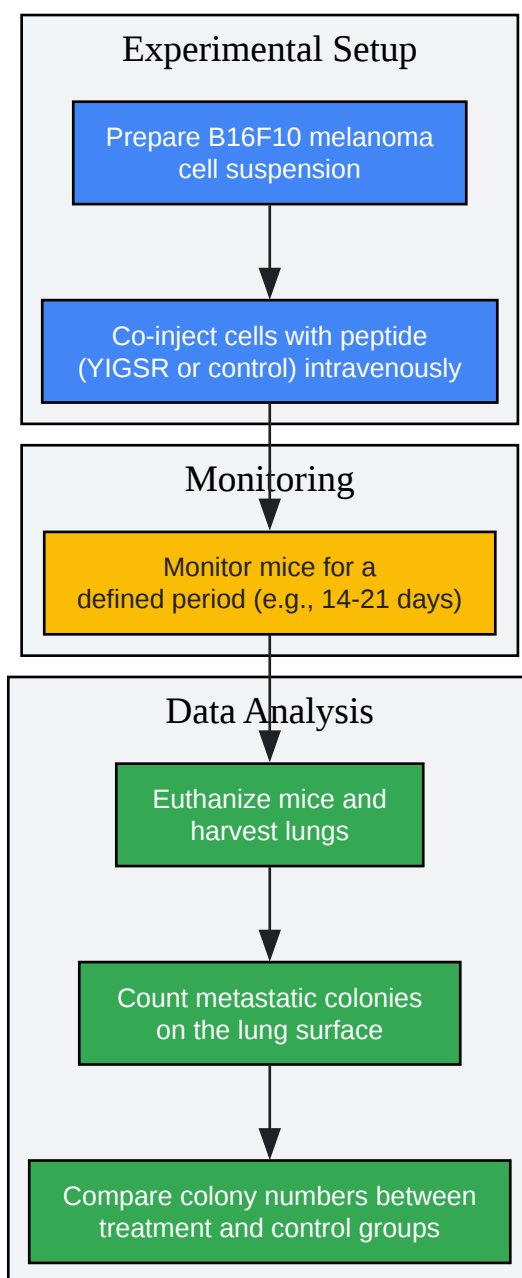 Experimental Setup
Prepare B16F10 melanoma
cell suspension
Co-inject cells with peptide
(YIGSR or control) intravenously
Monitoring
Monitor mice for a
defined period (e.g., 14-21 days)
Data Analysis
Euthanize mice and
harvest lungs
Count metastatic colonies
on the lung surface
Compare colony numbers between
treatment and control groups